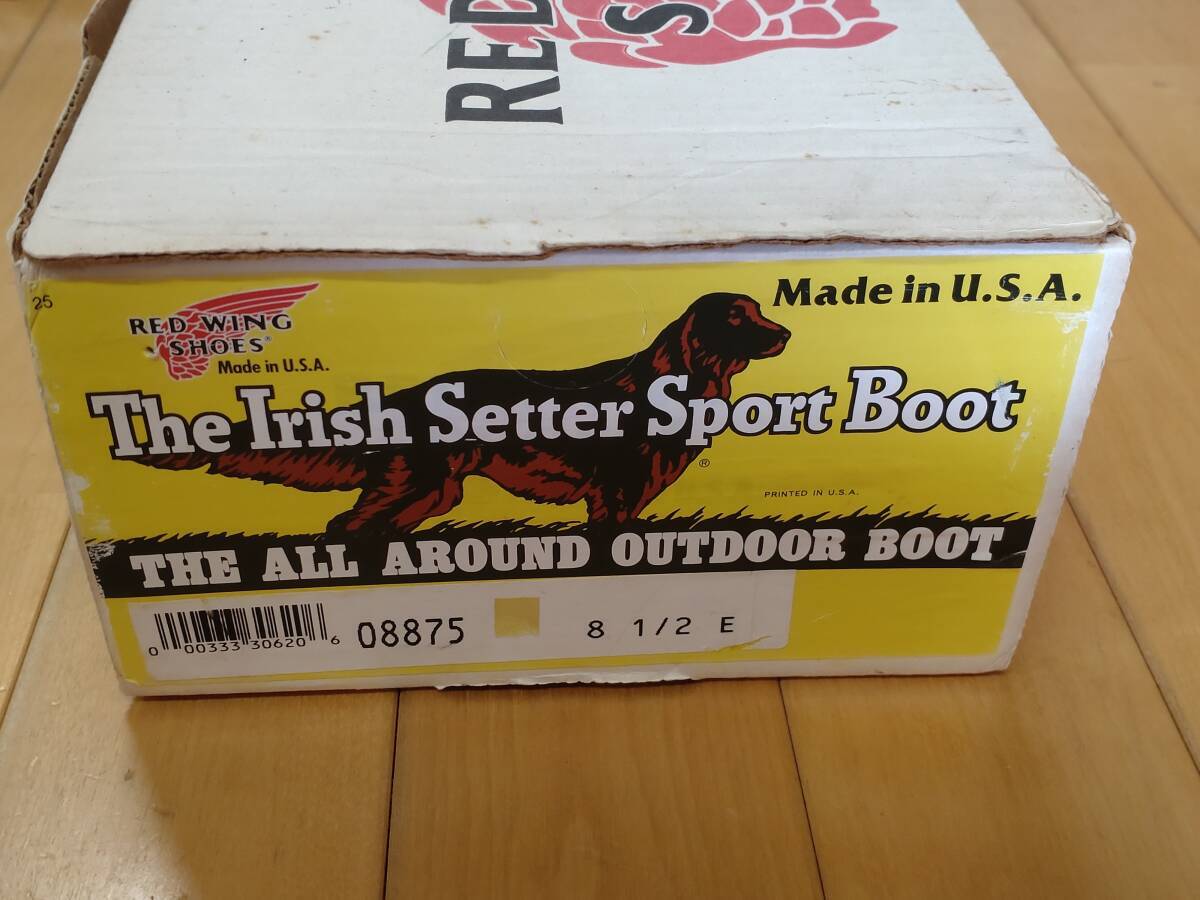 RED
S
25
RED WING
SHOES®
Made in U.S.A.
Made in U.S.A.
The Irish Setter Sport Boot
®
PRINTED IN U.S.A.
THE ALL AROUND OUTDOOR BOOT
0 00333 30620 6
08875
8 1/2 E